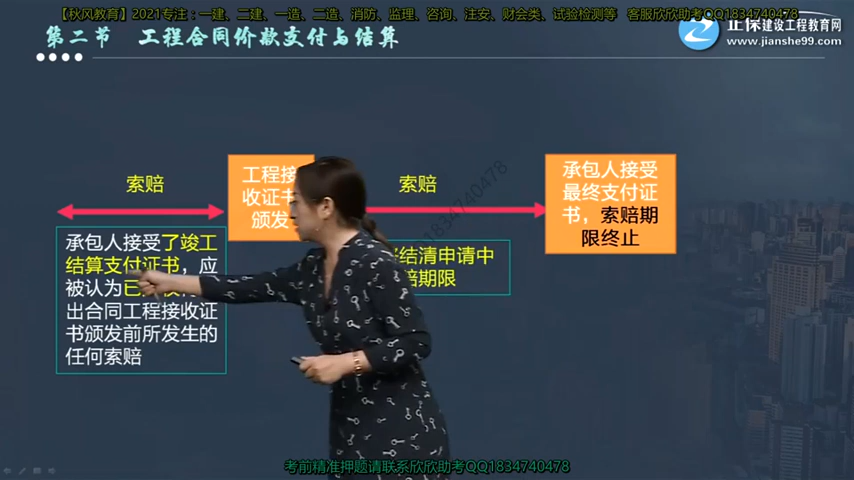 【秋风教育】2021专注：一建、二建、一造、二造、消防、监理、咨询、注安、财会类、试验检测等 客服欣欣助考QQ1834740478
第二节 工程合同价款交付与结算
正保建设工程教育网
www.jianshe99.com
索赔
工程接
收证书
颁发
索赔
承包人接受
最终支付证
书，索赔期
限终止
1834740478
承包人接受了竣工
结算支付证书，应
被认为已
出合同工程接收证
书颁发前所发生的
任何索赔
结清申请中
赔期限
考前精准押题请联系欣欣助考QQ1834740478